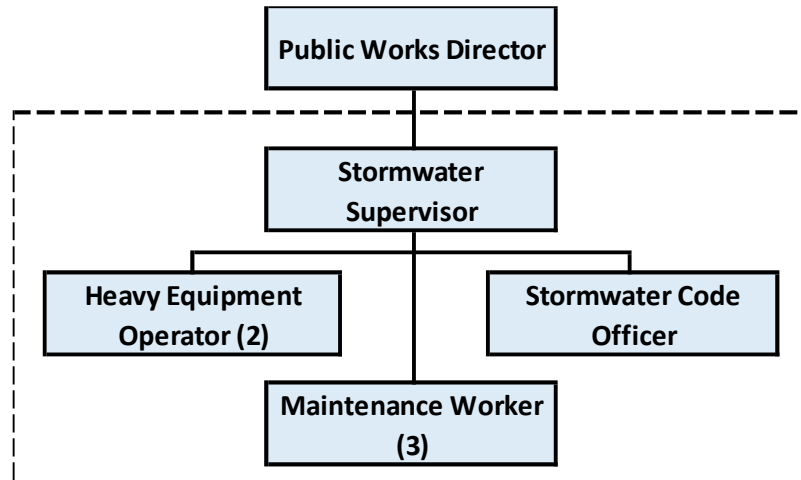 Public Works Director
Stormwater
Supervisor
Heavy Equipment
Operator (2)
Stormwater Code
Officer
Maintenance Worker
(3)